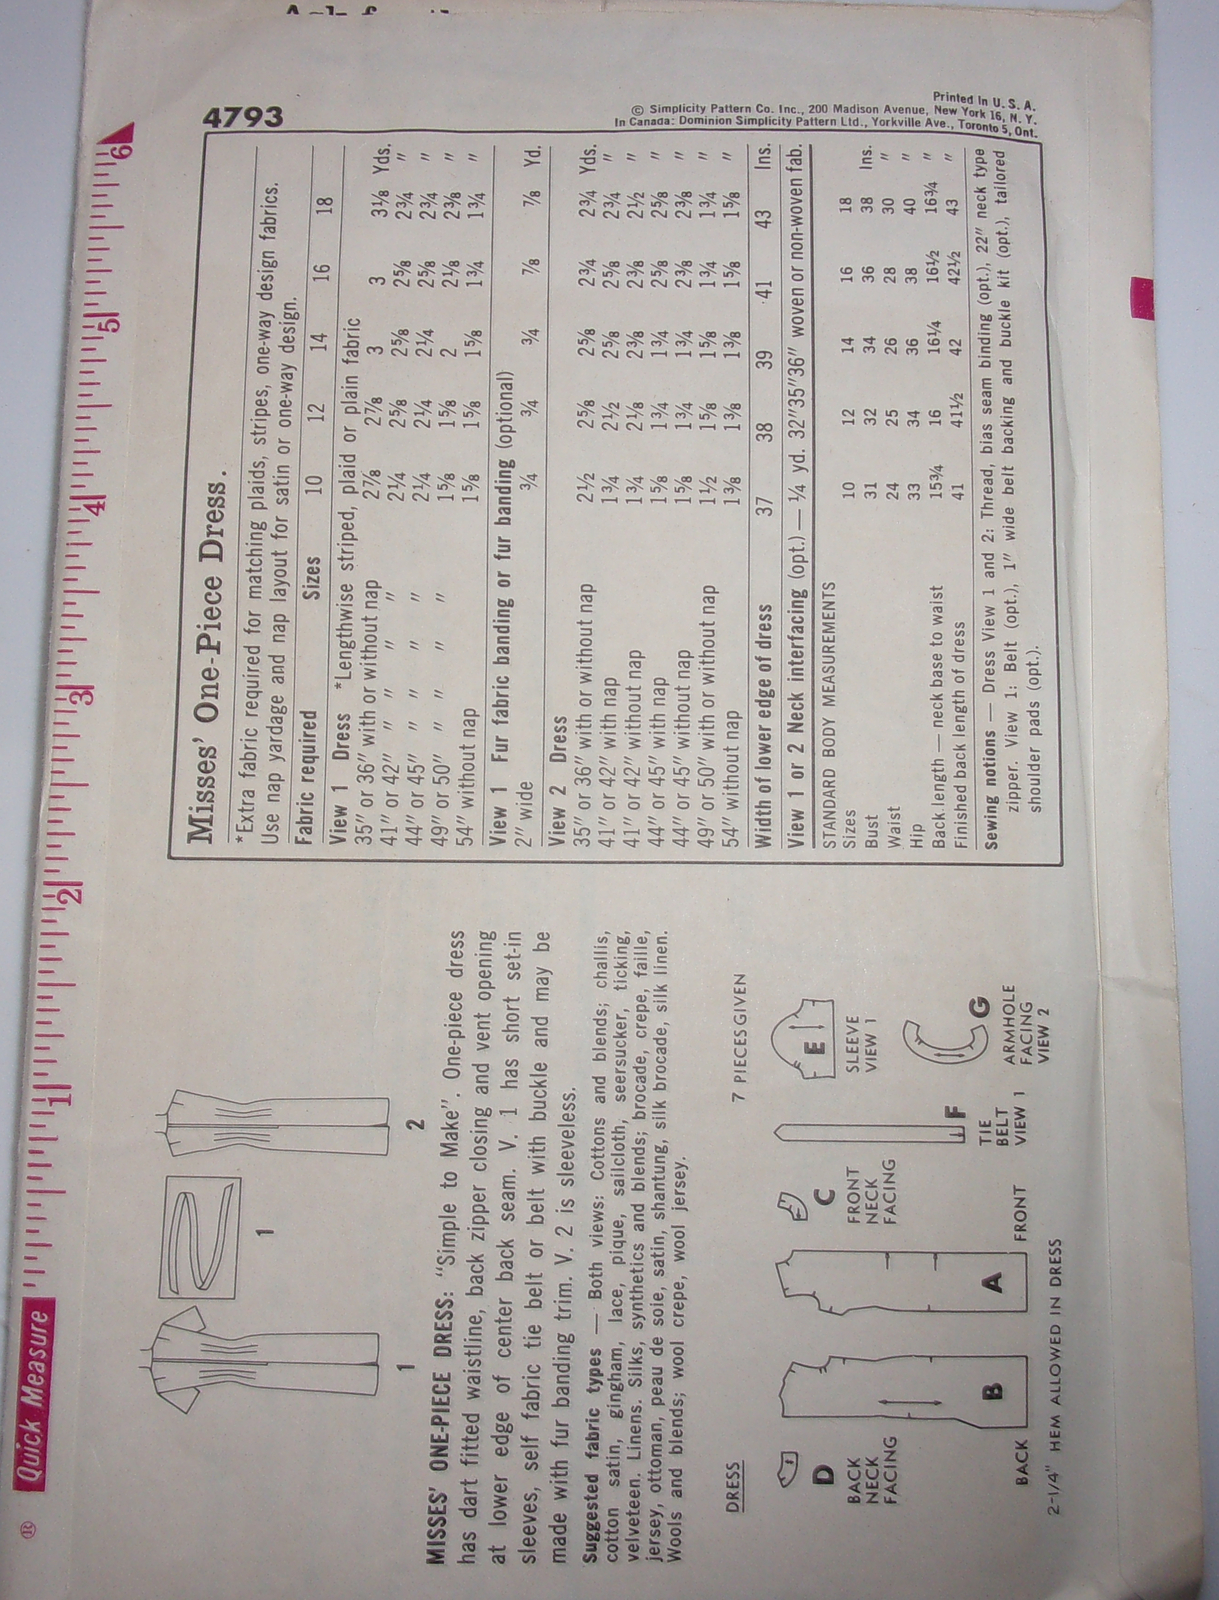 ® Quick Measure 1 2 3 4 5 6
1
1
2
MISSES' ONE-PIECE DRESS: "Simple to Make". One-piece dress
has dart fitted waistline, back zipper closing and vent opening
at lower edge of center back seam. V. 1 has short set-in
sleeves, self fabric tie belt or belt with buckle and may be
made with fur banding trim. V. 2 is sleeveless.
Suggested fabric types — Both views: Cottons and blends; challis,
cotton satin, gingham, lace, pique, sailcloth, seersucker, ticking,
velveteen. Linens. Silks, synthetics and blends; brocade, crepe, faille,
jersey, ottoman, peau de soie, satin, shantung, silk brocade, silk linen.
Wools and blends; wool crepe, wool jersey.
DRESS
7 PIECES GIVEN
D
BACK
NECK
FACING
B
BACK
A
FRONT
C
FRONT
NECK
FACING
F
TIE
BELT
VIEW 1
E
SLEEVE
VIEW 1
G
ARMHOLE
FACING
VIEW 2
2-1/4" HEM ALLOWED IN DRESS
4793
Misses' One-Piece Dress.
*Extra fabric required for matching plaids, stripes, one-way design fabrics.
Use nap yardage and nap layout for satin or one-way design.
Fabric required Sizes 10 12 14 16 18
View 1 Dress *Lengthwise striped, plaid or plain fabric
35" or 36" with or without nap 2⅞ 2⅞ 3 3 3⅛ Yds.
41" or 42" " " " 2¼ 2⅝ 2⅝ 2⅝ 2¾ "
44" or 45" " " " 2¼ 2¼ 2¼ 2⅝ 2¾ "
49" or 50" " " " 1⅝ 1⅝ 2 2⅛ 2⅜ "
54" without nap 1⅝ 1⅝ 1⅝ 1¾ 1¾ "
View 1 Fur fabric banding or fur banding (optional)
2" wide ¾ ¾ ¾ ⅞ ⅞ Yd.
View 2 Dress
35" or 36" with or without nap 2½ 2⅝ 2⅝ 2¾ 2¾ Yds.
41" or 42" with nap 1¾ 2½ 2⅝ 2⅝ 2¾ "
41" or 42" without nap 1¾ 2⅛ 2⅜ 2⅜ 2½ "
44" or 45" with nap 1⅝ 1¾ 1¾ 2⅝ 2⅝ "
44" or 45" without nap 1⅝ 1¾ 1¾ 2⅜ 2⅜ "
49" or 50" with or without nap 1½ 1⅝ 1⅝ 1¾ 1¾ "
54" without nap 1⅜ 1⅜ 1⅜ 1⅝ 1⅝ "
Width of lower edge of dress 37 38 39 41 43 Ins.
View 1 or 2 Neck interfacing (opt.) — ¼ yd. 32"35"36" woven or non-woven fab.
STANDARD BODY MEASUREMENTS
Sizes 10 12 14 16 18
Bust 31 32 34 36 38 Ins.
Waist 24 25 26 28 30 "
Hip 33 34 36 38 40 "
Back length — neck base to waist 15¾ 16 16¼ 16½ 16¾ "
Finished back length of dress 41 41½ 42 42½ 43 "
Sewing notions — Dress View 1 and 2: Thread, bias seam binding (opt.), 22" neck type
zipper. View 1: Belt (opt.), 1" wide belt backing and buckle kit (opt.), tailored
shoulder pads (opt.).
© Simplicity Pattern Co. Inc., 200 Madison Avenue, New York 16, N. Y.
Printed In U. S. A.
In Canada: Dominion Simplicity Pattern Ltd., Yorkville Ave., Toronto 5, Ont.